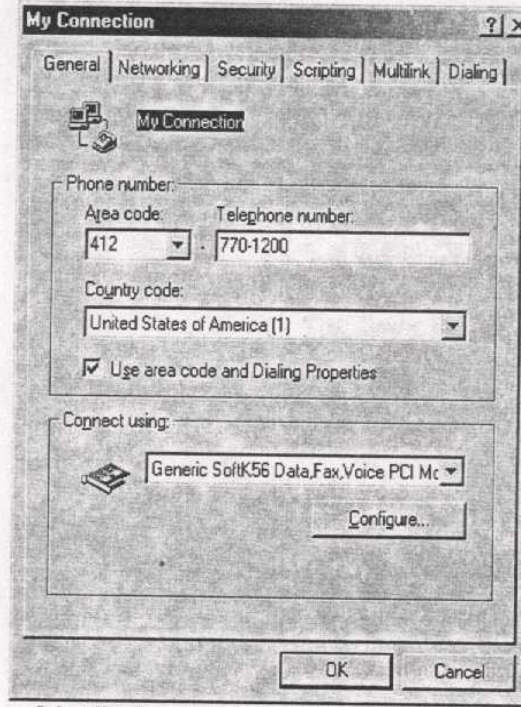 My Connection
General Networking Security Scripting Multilink Dialing
My Connection
Phone number:
Area code: Telephone number:
412 - 770-1200
Country code:
United States of America (1)
Use area code and Dialing Properties
Connect using:
Generic SoftK56 Data,Fax,Voice PCI Mc
Configure...
OK Cancel